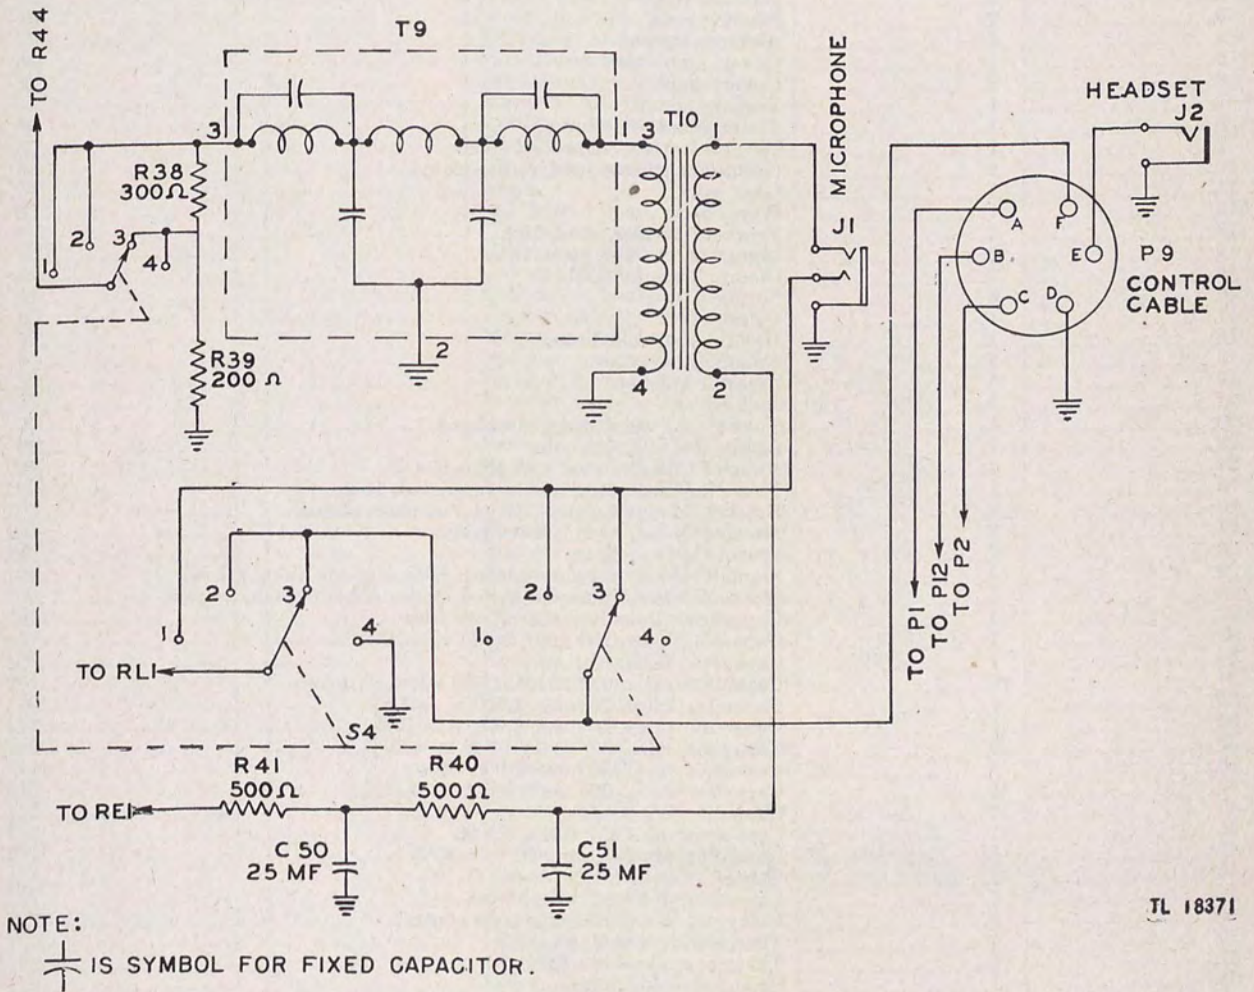 TO R44
T9
MICROPHONE
HEADSET
J2
3
1
3
T10
1
R38
300Ω
2
3
1
4
J1
A
F
B
E
C
D
P9
CONTROL
CABLE
R39
200 Ω
2
4
2
2
3
1
4
2
3
1
4
TO RL1
S4
TO P1
TO P12
TO P2
R41
500Ω
R40
500Ω
TO RE1
C 50
25 MF
C51
25 MF
TL 18371
NOTE:
IS SYMBOL FOR FIXED CAPACITOR.